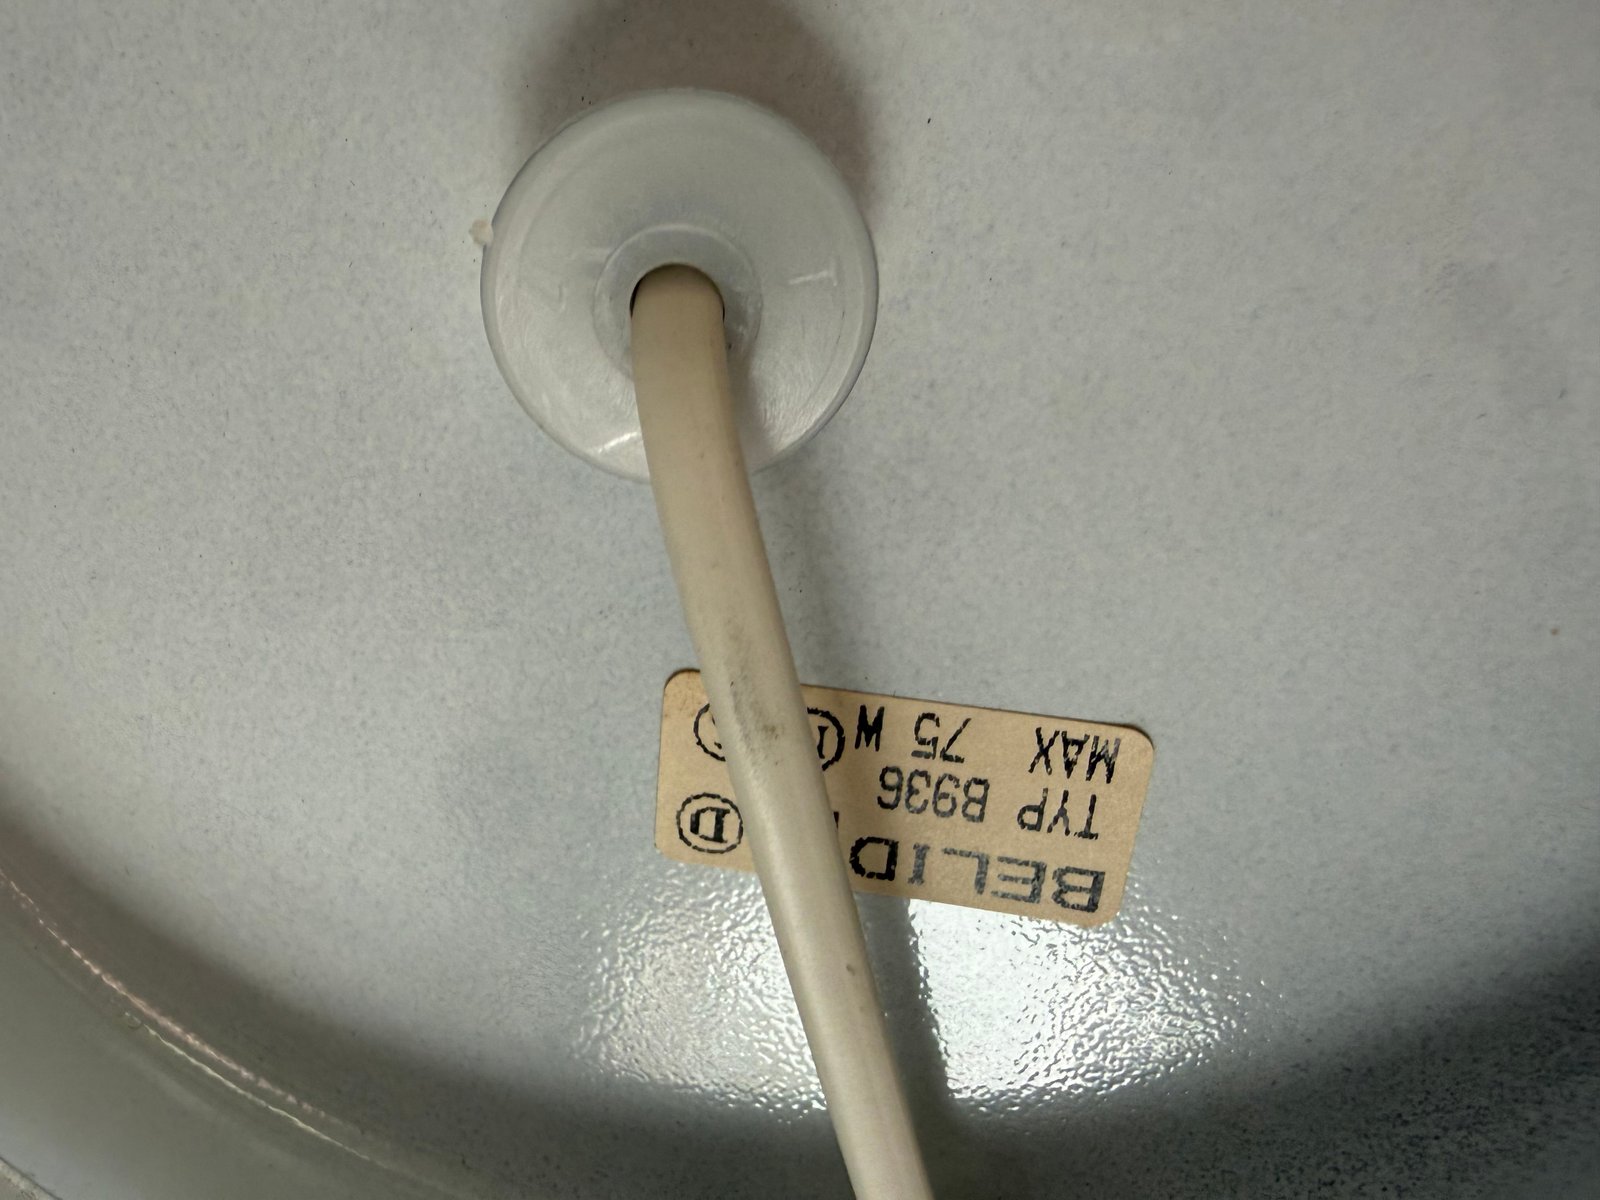 BELID Ⓓ
TYP B936
MAX 75 W